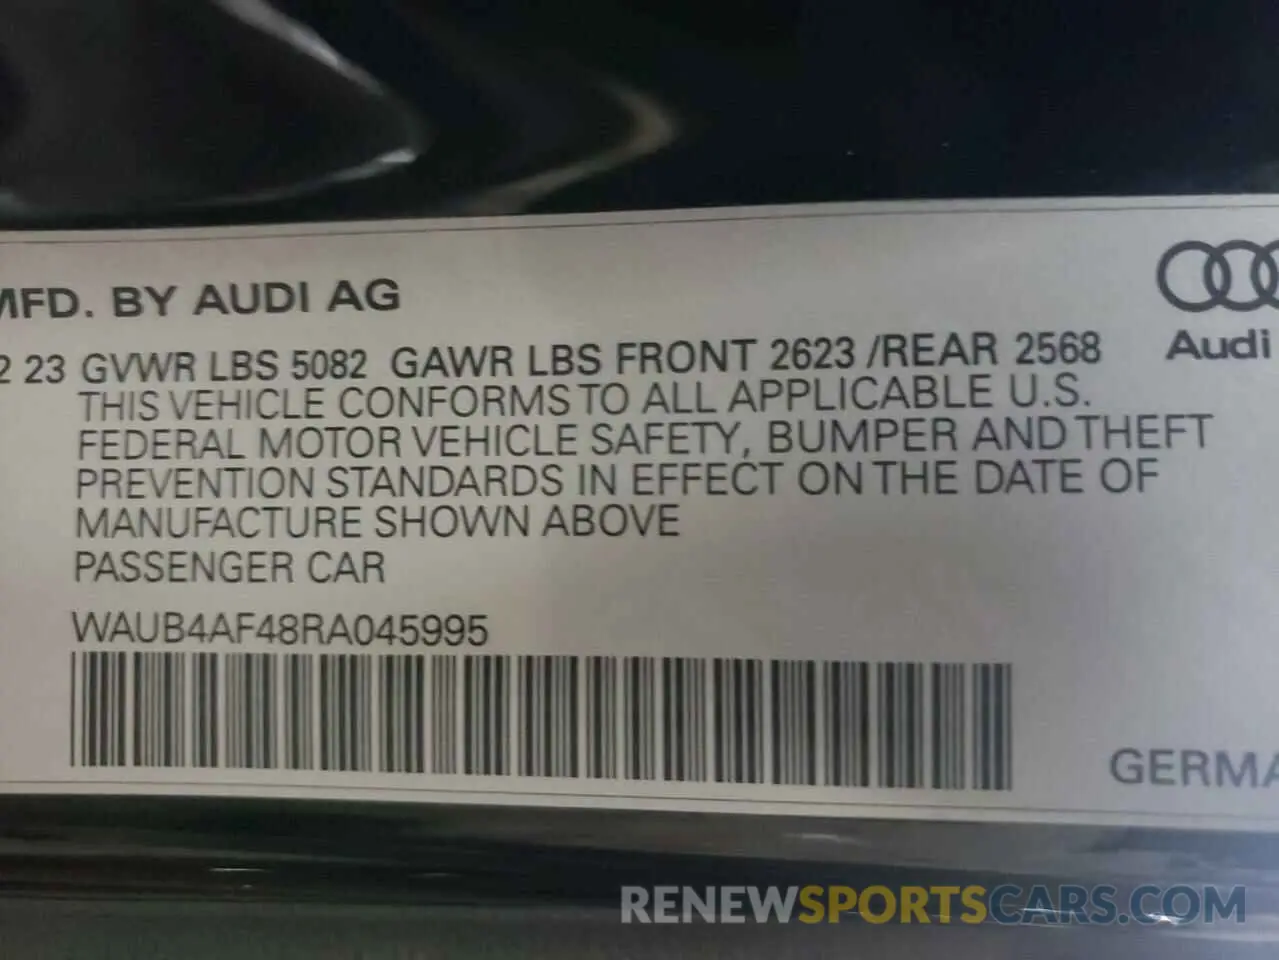 MFD. BY AUDI AG
2 23 GVWR LBS 5082 GAWR LBS FRONT 2623 /REAR 2568
Audi
THIS VEHICLE CONFORMS TO ALL APPLICABLE U.S.
FEDERAL MOTOR VEHICLE SAFETY, BUMPER AND THEFT
PREVENTION STANDARDS IN EFFECT ON THE DATE OF
MANUFACTURE SHOWN ABOVE
PASSENGER CAR
WAUB4AF48RA045995
GERMA
RENEWSPORTSCARS.COM